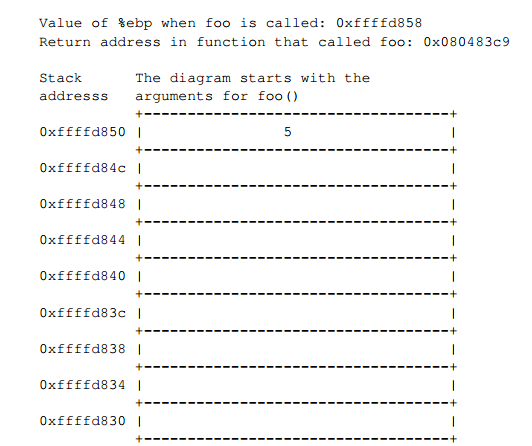 Value of %ebp when foo is called: 0xffffd858
Return address in function that called foo: 0x080483c9
Stack The diagram starts with the
addresss arguments for foo()
+-----------------------------------+
0xffffd850 | 5 |
+-----------------------------------+
0xffffd84c | |
+-----------------------------------+
0xffffd848 | |
+-----------------------------------+
0xffffd844 | |
+-----------------------------------+
0xffffd840 | |
+-----------------------------------+
0xffffd83c | |
+-----------------------------------+
0xffffd838 | |
+-----------------------------------+
0xffffd834 | |
+-----------------------------------+
0xffffd830 | |
+-----------------------------------+